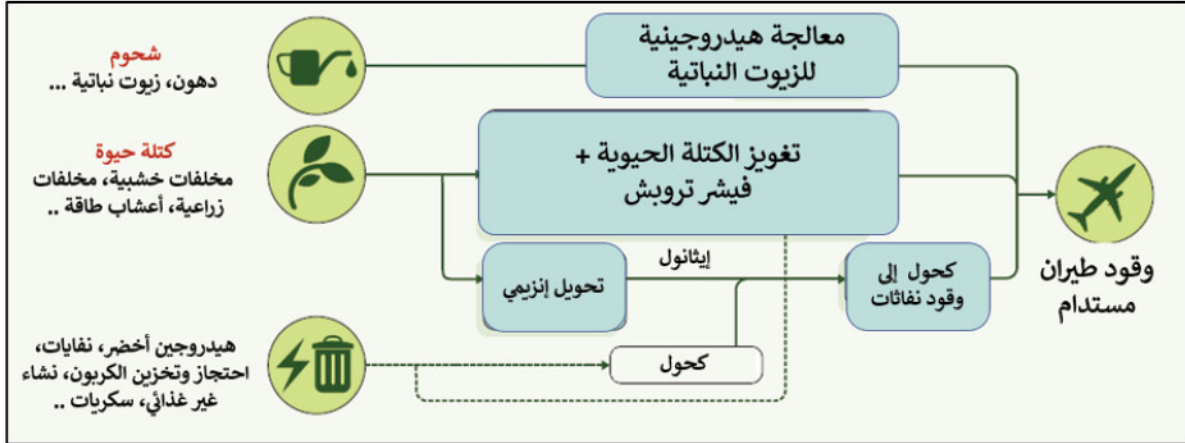 شحوم
دهون، زيوت نباتية ...
معالجة هيدروجينية
للزيوت النباتية
كتلة حيوة
مخلفات خشبية، مخلفات
زراعية، أعشاب طاقة ..
تغويز الكتلة الحيوية +
فيشر تروبش
تحويل إنزيمي
إيثانول
كحول إلى
وقود نفاثات
وقود طيران
مستدام
هيدروجين أخضر، نفايات،
احتجاز وتخزين الكربون، نشاء
غير غذائي، سكريات ..
كحول